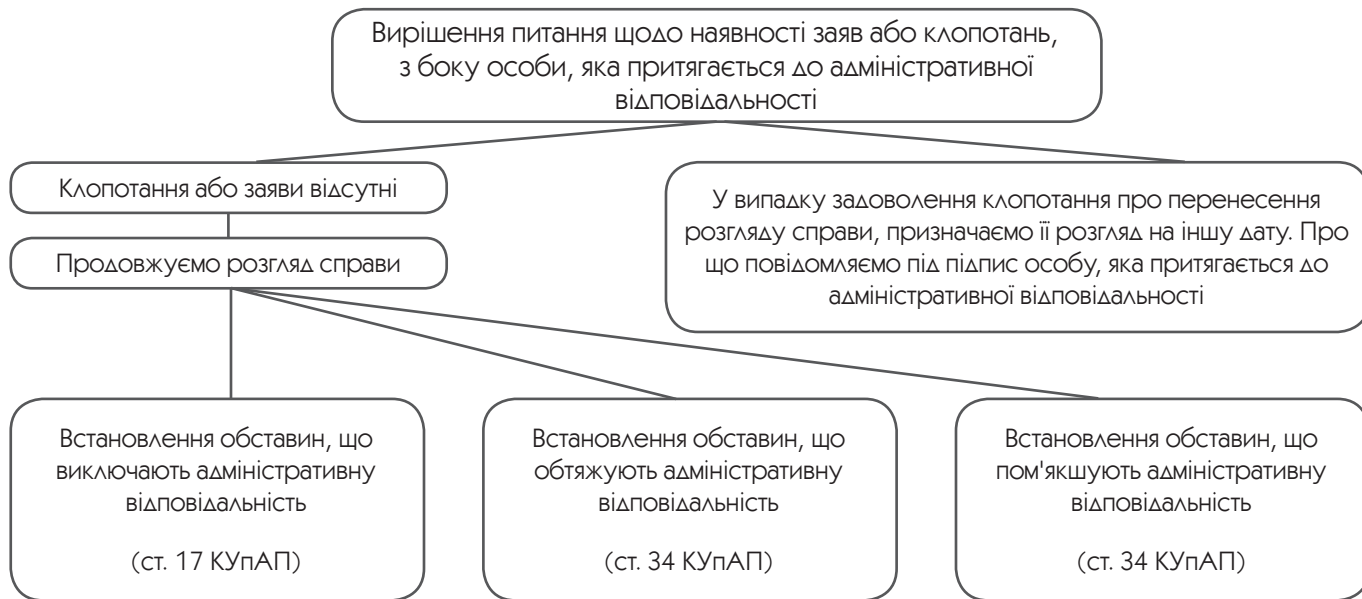 Вирішення питання щодо наявності заяв або клопотань,
з боку особи, яка притягається до адміністративної
відповідальності
Клопотання або заяви відсутні
Продовжуємо розгляд справи
У випадку задоволення клопотання про перенесення
розгляду справи, призначаємо її розгляд на іншу дату. Про
що повідомляємо під підпис особу, яка притягається до
адміністративної відповідальності
Встановлення обставин, що
виключають адміністративну
відповідальність
(ст. 17 КУпАП)
Встановлення обставин, що
обтяжують адміністративну
відповідальність
(ст. 34 КУпАП)
Встановлення обставин, що
пом'якшують адміністративну
відповідальність
(ст. 34 КУпАП)